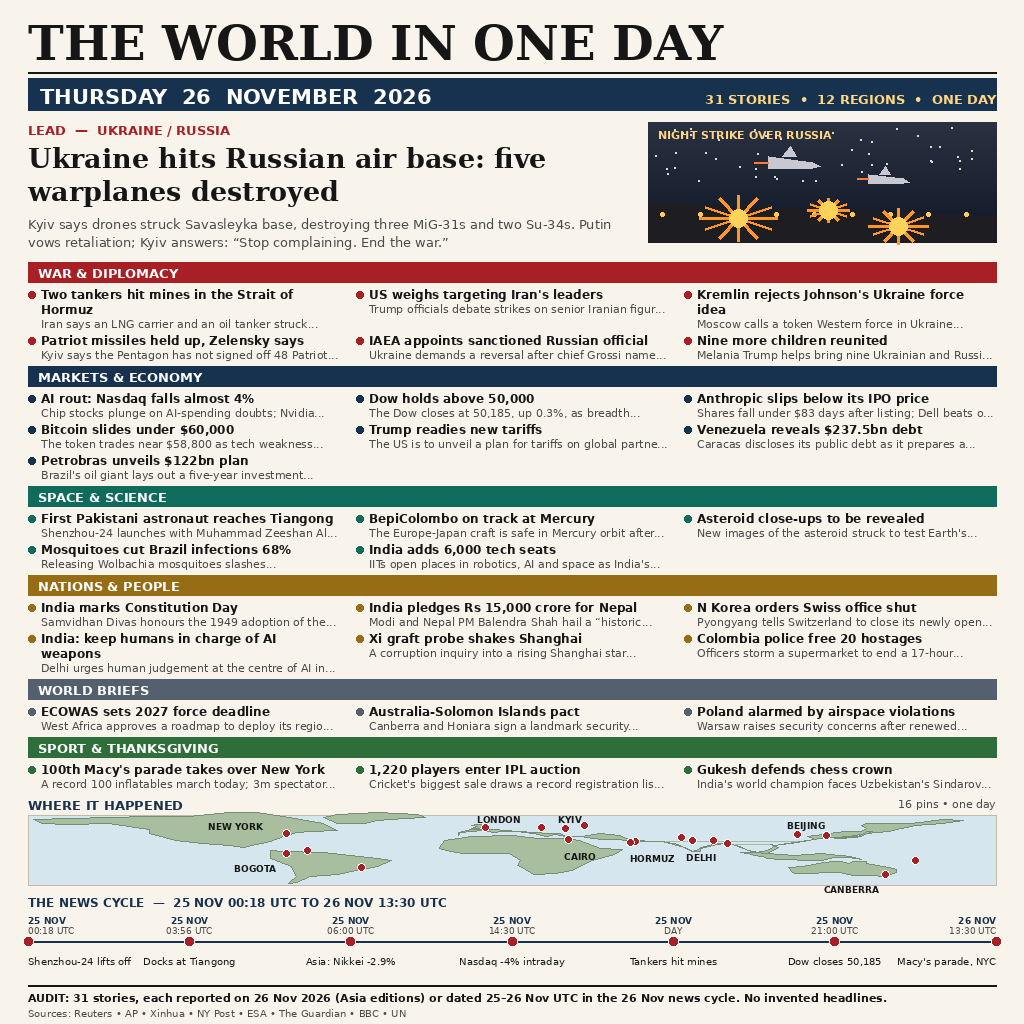 THE WORLD IN ONE DAY
THURSDAY 26 NOVEMBER 2026
31 STORIES • 12 REGIONS • ONE DAY
LEAD — UKRAINE / RUSSIA
Ukraine hits Russian air base: five
warplanes destroyed
Kyiv says drones struck Savasleyka base, destroying three MiG-31s and two Su-34s. Putin
vows retaliation; Kyiv answers: “Stop complaining. End the war.”
NIGHT STRIKE OVER RUSSIA
WAR & DIPLOMACY
Two tankers hit mines in the Strait of
Hormuz
Iran says an LNG carrier and an oil tanker struck...
US weighs targeting Iran's leaders
Trump officials debate strikes on senior Iranian figur...
Kremlin rejects Johnson's Ukraine force
idea
Moscow calls a token Western force in Ukraine...
Patriot missiles held up, Zelensky says
Kyiv says the Pentagon has not signed off 48 Patriot...
IAEA appoints sanctioned Russian official
Ukraine demands a reversal after chief Grossi name...
Nine more children reunited
Melania Trump helps bring nine Ukrainian and Russi...
MARKETS & ECONOMY
AI rout: Nasdaq falls almost 4%
Chip stocks plunge on AI-spending doubts; Nvidia...
Dow holds above 50,000
The Dow closes at 50,185, up 0.3%, as breadth...
Anthropic slips below its IPO price
Shares fall under $83 days after listing; Dell beats o...
Bitcoin slides under $60,000
The token trades near $58,800 as tech weakness...
Trump readies new tariffs
The US is to unveil a plan for tariffs on global partne...
Venezuela reveals $237.5bn debt
Caracas discloses its public debt as it prepares a...
Petrobras unveils $122bn plan
Brazil's oil giant lays out a five-year investment...
SPACE & SCIENCE
First Pakistani astronaut reaches Tiangong
Shenzhou-24 launches with Muhammad Zeeshan Al...
BepiColombo on track at Mercury
The Europe-Japan craft is safe in Mercury orbit after...
Asteroid close-ups to be revealed
New images of the asteroid struck to test Earth's...
Mosquitoes cut Brazil infections 68%
Releasing Wolbachia mosquitoes slashes...
India adds 6,000 tech seats
IITs open places in robotics, AI and space as India's...
NATIONS & PEOPLE
India marks Constitution Day
Samvidhan Divas honours the 1949 adoption of the...
India pledges Rs 15,000 crore for Nepal
Modi and Nepal PM Balendra Shah hail a “historic...
N Korea orders Swiss office shut
Pyongyang tells Switzerland to close its newly open...
India: keep humans in charge of AI
weapons
Delhi urges human judgement at the centre of AI in...
Xi graft probe shakes Shanghai
A corruption inquiry into a rising Shanghai star...
Colombia police free 20 hostages
Officers storm a supermarket to end a 17-hour...
WORLD BRIEFS
ECOWAS sets 2027 force deadline
West Africa approves a roadmap to deploy its regio...
Australia-Solomon Islands pact
Canberra and Honiara sign a landmark security...
Poland alarmed by airspace violations
Warsaw raises security concerns after renewed...
SPORT & THANKSGIVING
100th Macy's parade takes over New York
A record 100 inflatables march today; 3m spectator...
1,220 players enter IPL auction
Cricket's biggest sale draws a record registration lis...
Gukesh defends chess crown
India's world champion faces Uzbekistan's Sindarov...
WHERE IT HAPPENED
16 pins • one day
NEW YORK
LONDON
KYIV
BEIJING
BOGOTA
CAIRO
HORMUZ
DELHI
CANBERRA
THE NEWS CYCLE — 25 NOV 00:18 UTC TO 26 NOV 13:30 UTC
25 NOV
00:18 UTC
Shenzhou-24 lifts off
25 NOV
03:56 UTC
Docks at Tiangong
25 NOV
06:00 UTC
Asia: Nikkei -2.9%
25 NOV
14:30 UTC
Nasdaq -4% intraday
25 NOV
DAY
Tankers hit mines
25 NOV
21:00 UTC
Dow closes 50,185
26 NOV
13:30 UTC
Macy's parade, NYC
AUDIT: 31 stories, each reported on 26 Nov 2026 (Asia editions) or dated 25–26 Nov UTC in the 26 Nov news cycle. No invented headlines.
Sources: Reuters • AP • Xinhua • NY Post • ESA • The Guardian • BBC • UN